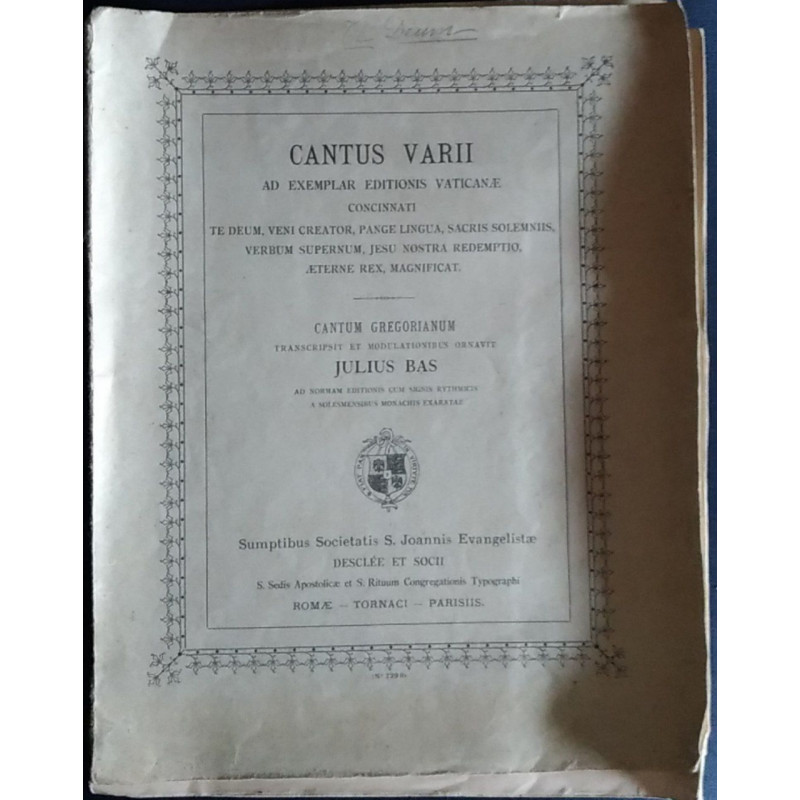 Te Deum
CANTUS VARII
AD EXEMPLAR EDITIONIS VATICANÆ
CONCINNATI
TE DEUM, VENI CREATOR, PANGE LINGUA, SACRIS SOLEMNIIS,
VERBUM SUPERNUM, JESU NOSTRA REDEMPTIO,
ÆTERNE REX, MAGNIFICAT.
CANTUM GREGORIANUM
TRANSCRIPSIT ET MODULATIONIBUS ORNAVIT
JULIUS BAS
AD NORMAM EDITIONIS CUM SIGNIS RYTHMICIS
A SOLESMENSIBUS MONACHIS EXARATAE
Sumptibus Societatis S. Joannis Evangelistæ
DESCLÉE ET SOCII
S. Sedis Apostolicæ et S. Rituum Congregationis Typographi
ROMÆ — TORNACI — PARISIIS.